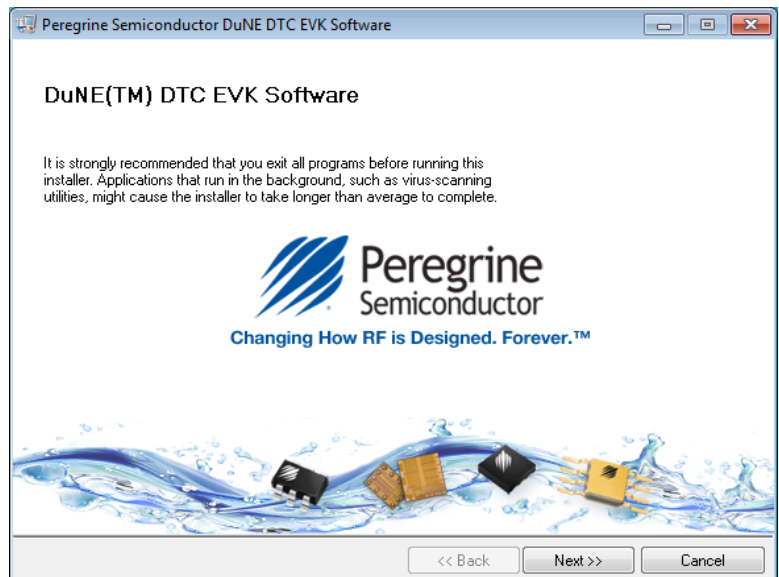 Peregrine Semiconductor DuNE DTC EVK Software
DuNE(TM) DTC EVK Software
It is strongly recommended that you exit all programs before running this
installer. Applications that run in the background, such as virus-scanning
utilities, might cause the installer to take longer than average to complete.
Peregrine
Semiconductor
Changing How RF is Designed. Forever.™
<< Back
Next >>
Cancel